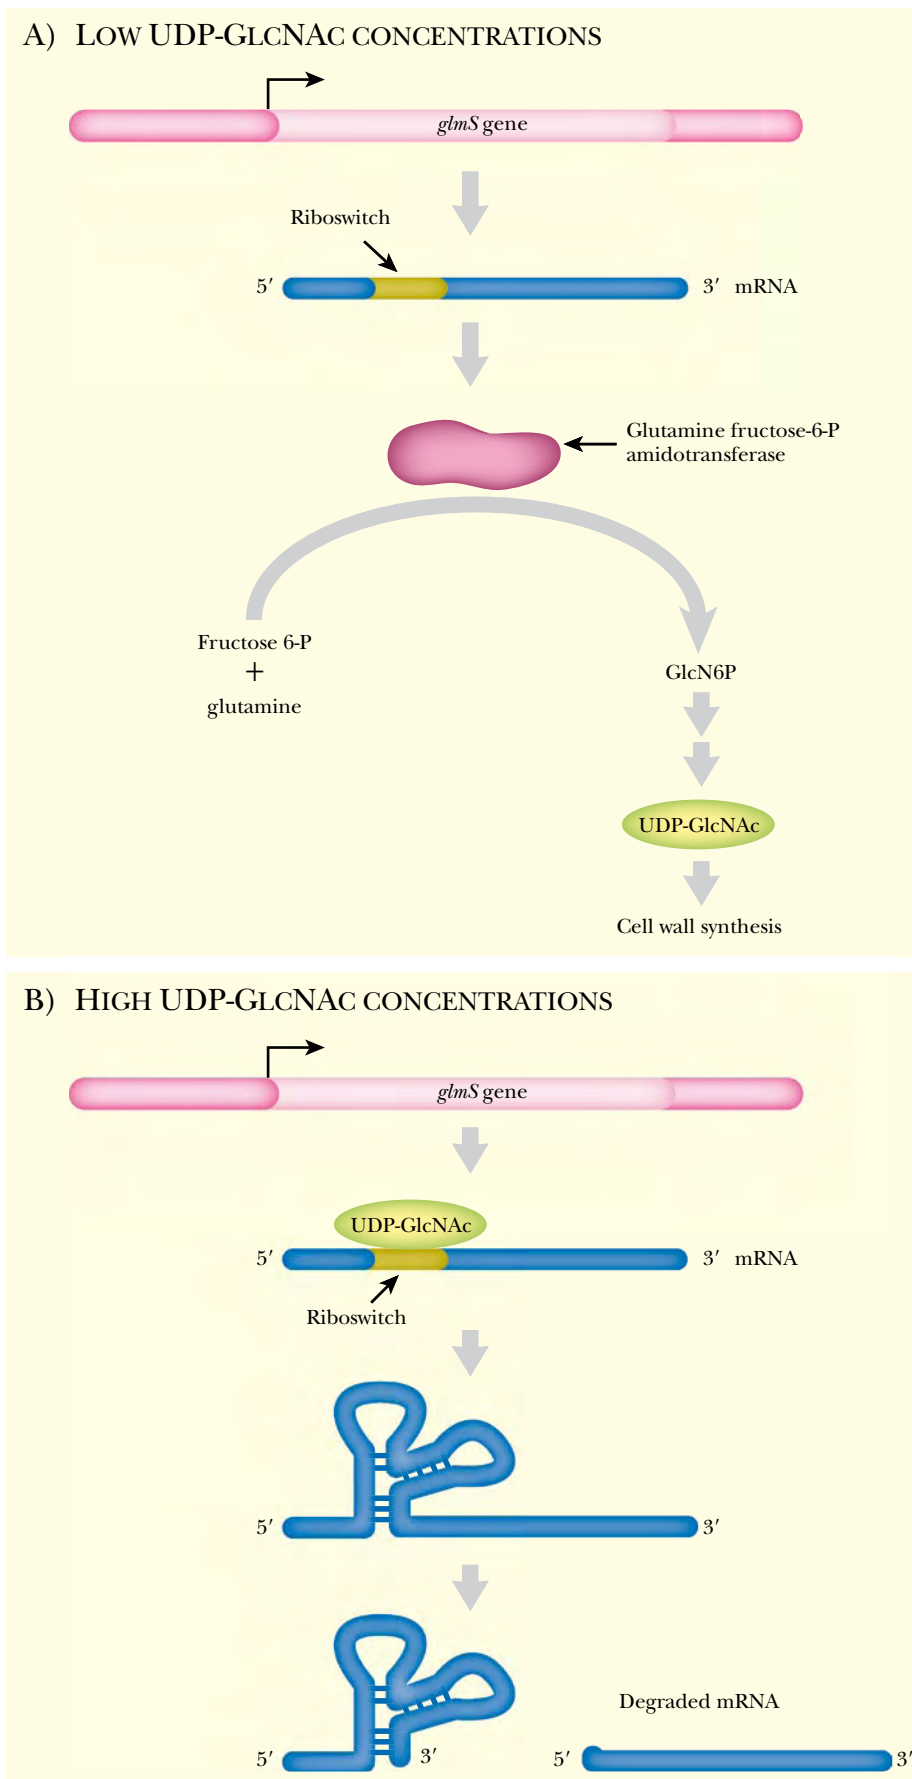 A) LOW UDP-GLCNAC CONCENTRATIONS
glmS gene
Riboswitch
5′ 3′ mRNA
Glutamine fructose-6-P
amidotransferase
Fructose 6-P
+
glutamine
GlcN6P
UDP-GlcNAc
Cell wall synthesis
B) HIGH UDP-GLCNAC CONCENTRATIONS
glmS gene
UDP-GlcNAc
5′ 3′ mRNA
Riboswitch
5′ 3′
Degraded mRNA
5′ 3′ 5′ 3′